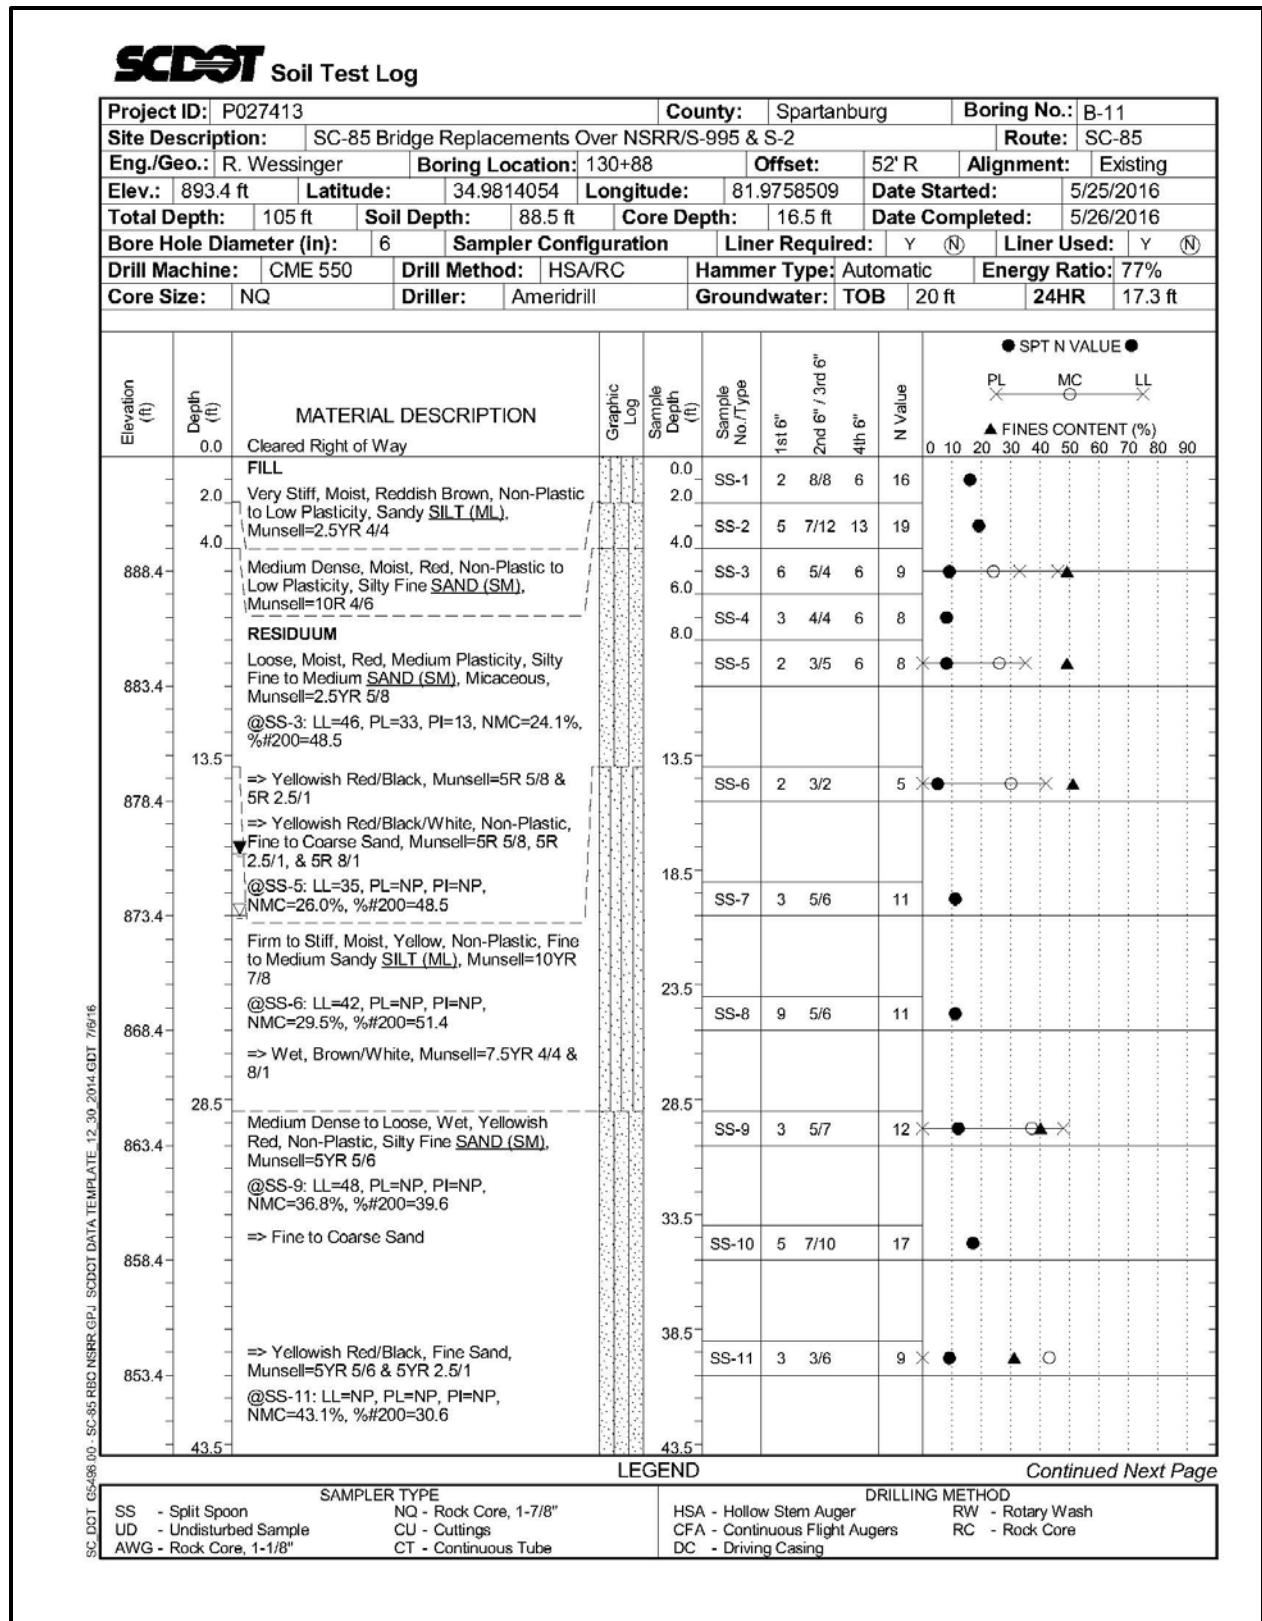 SCDOT Soil Test Log
Project ID: P027413 County: Spartanburg Boring No.: B-11
Site Description: SC-85 Bridge Replacements Over NSRR/S-995 & S-2 Route: SC-85
Eng./Geo.: R. Wessinger Boring Location: 130+88 Offset: 52' R Alignment: Existing
Elev.: 893.4 ft Latitude: 34.9814054 Longitude: 81.9758509 Date Started: 5/25/2016
Total Depth: 105 ft Soil Depth: 88.5 ft Core Depth: 16.5 ft Date Completed: 5/26/2016
Bore Hole Diameter (in): 6 Sampler Configuration Liner Required: Y Ⓝ Liner Used: Y Ⓝ
Drill Machine: CME 550 Drill Method: HSA/RC Hammer Type: Automatic Energy Ratio: 77%
Core Size: NQ Driller: Ameridrill Groundwater: TOB 20 ft 24HR 17.3 ft
Elevation (ft) Depth (ft) MATERIAL DESCRIPTION Graphic Log Sample Depth (ft) Sample No./Type 1st 6" 2nd 6" / 3rd 6" 4th 6" N Value
● SPT N VALUE ●
PL MC LL
▲ FINES CONTENT (%)
0 10 20 30 40 50 60 70 80 90
0.0 Cleared Right of Way
FILL
0.0
SS-1 2 8/8 6 16
2.0 Very Stiff, Moist, Reddish Brown, Non-Plastic 2.0
to Low Plasticity, Sandy SILT (ML),
Munsell=2.5YR 4/4
SS-2 5 7/12 13 19
4.0 4.0
888.4 Medium Dense, Moist, Red, Non-Plastic to SS-3 6 5/4 6 9
Low Plasticity, Silty Fine SAND (SM), 6.0
Munsell=10R 4/6
SS-4 3 4/4 6 8
RESIDUUM 8.0
Loose, Moist, Red, Medium Plasticity, Silty SS-5 2 3/5 6 8
Fine to Medium SAND (SM), Micaceous,
883.4 Munsell=2.5YR 5/8
@SS-3: LL=46, PL=33, PI=13, NMC=24.1%,
%#200=48.5
13.5 13.5
=> Yellowish Red/Black, Munsell=5R 5/8 & SS-6 2 3/2 5
878.4 5R 2.5/1
=> Yellowish Red/Black/White, Non-Plastic,
Fine to Coarse Sand, Munsell=5R 5/8, 5R
2.5/1, & 5R 8/1
18.5
@SS-5: LL=35, PL=NP, PI=NP,
NMC=26.0%, %#200=48.5 SS-7 3 5/6 11
873.4
Firm to Stiff, Moist, Yellow, Non-Plastic, Fine
to Medium Sandy SILT (ML), Munsell=10YR
7/8
23.5
@SS-6: LL=42, PL=NP, PI=NP,
NMC=29.5%, %#200=51.4 SS-8 9 5/6 11
868.4
=> Wet, Brown/White, Munsell=7.5YR 4/4 &
8/1
28.5 28.5
Medium Dense to Loose, Wet, Yellowish
Red, Non-Plastic, Silty Fine SAND (SM), SS-9 3 5/7 12
863.4 Munsell=5YR 5/6
@SS-9: LL=48, PL=NP, PI=NP,
NMC=36.8%, %#200=39.6
33.5
=> Fine to Coarse Sand SS-10 5 7/10 17
858.4
38.5
=> Yellowish Red/Black, Fine Sand, SS-11 3 3/6 9
853.4 Munsell=5YR 5/6 & 5YR 2.5/1
@SS-11: LL=NP, PL=NP, PI=NP,
NMC=43.1%, %#200=30.6
43.5 43.5
LEGEND Continued Next Page
SAMPLER TYPE DRILLING METHOD
SS - Split Spoon NQ - Rock Core, 1-7/8" HSA - Hollow Stem Auger RW - Rotary Wash
UD - Undisturbed Sample CU - Cuttings CFA - Continuous Flight Augers RC - Rock Core
AWG - Rock Core, 1-1/8" CT - Continuous Tube DC - Driving Casing
SC_DOT G5496.00 - SC-85 RBO NSRR.GPJ SCDOT DATA TEMPLATE_12_30_2014.GDT 7/6/16